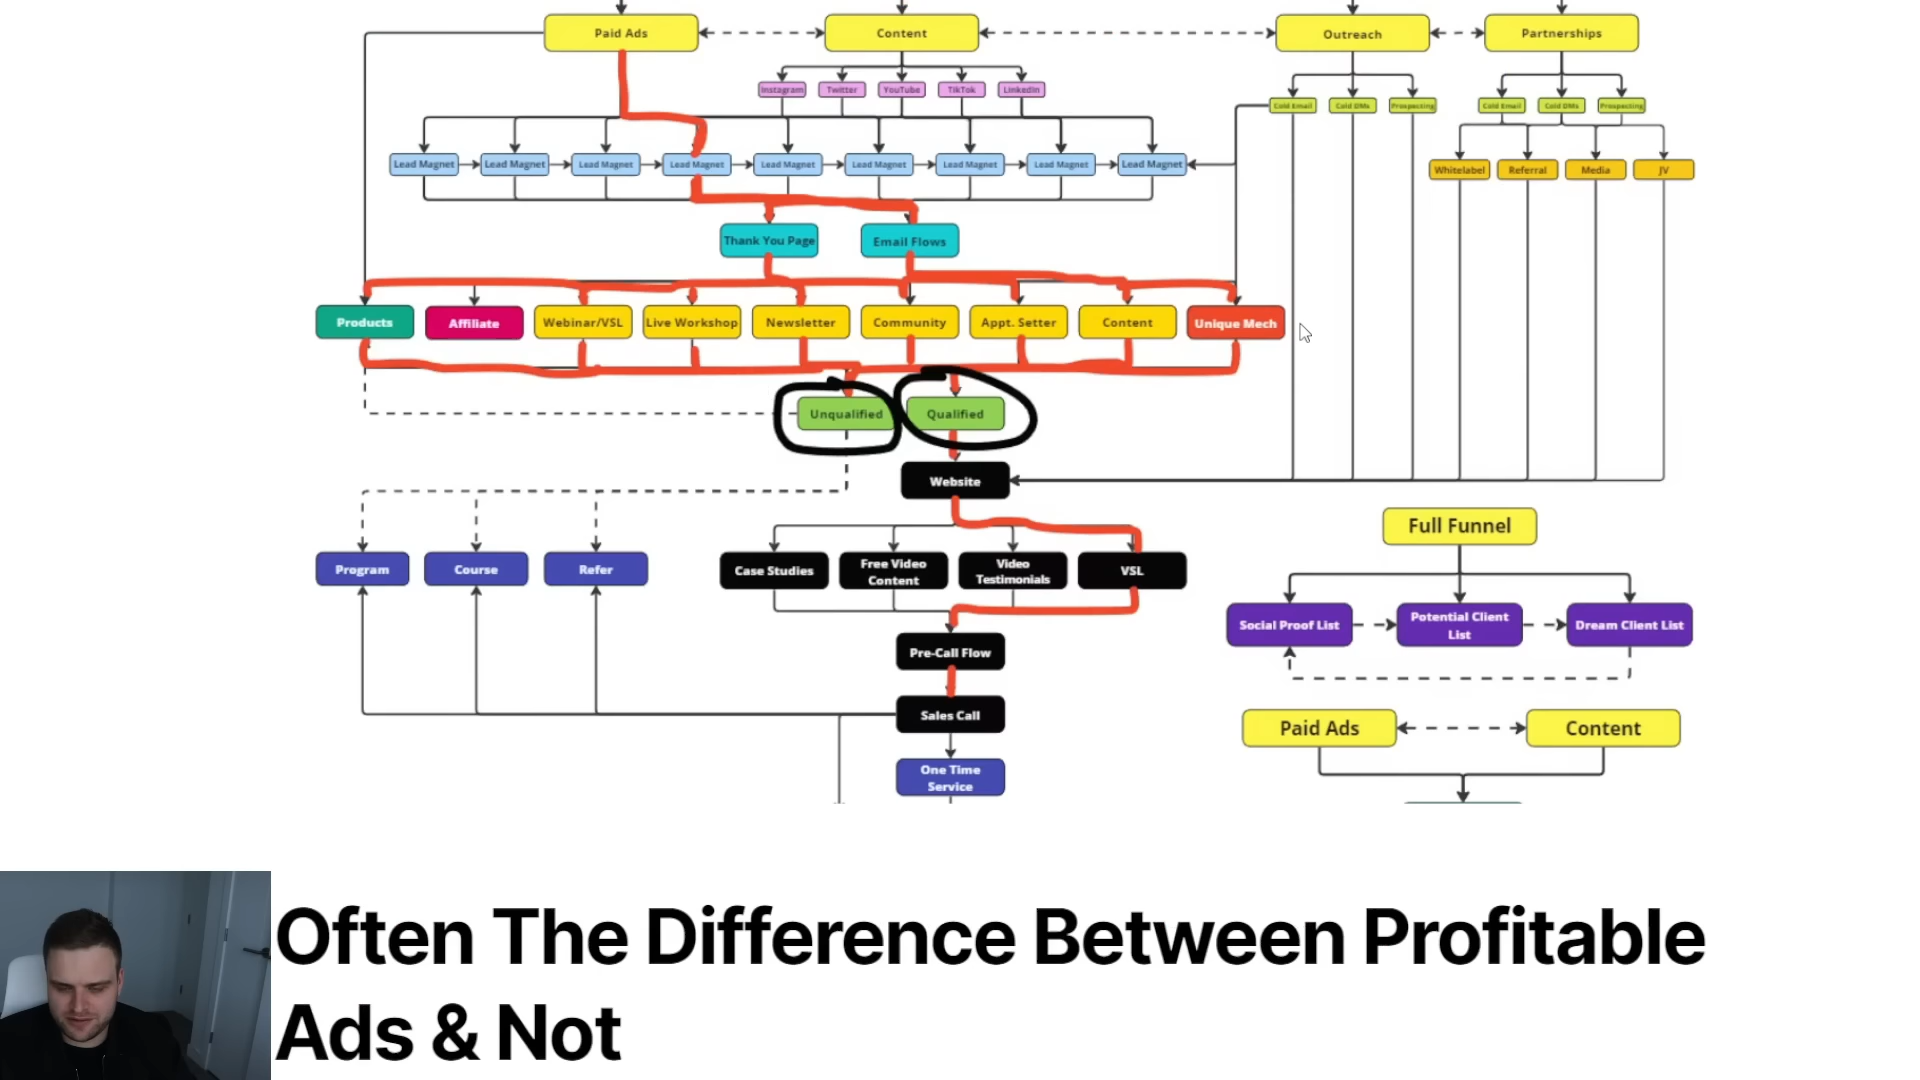 Paid Ads
Content
Outreach
Partnerships
Instagram
Twitter
YouTube
TikTok
LinkedIn
Cold Email
Cold DMs
Prospecting
Cold Email
Cold DMs
Prospecting
Lead Magnet
Lead Magnet
Lead Magnet
Lead Magnet
Lead Magnet
Lead Magnet
Lead Magnet
Lead Magnet
Lead Magnet
Whitelabel
Referral
Media
JV
Thank You Page
Email Flows
Products
Affiliate
Webinar/VSL
Live Workshop
Newsletter
Community
Appt. Setter
Content
Unique Mech
Unqualified
Qualified
Website
Full Funnel
Program
Course
Refer
Case Studies
Free Video
Content
Video
Testimonials
VSL
Social Proof List
Potential Client
List
Dream Client List
Pre-Call Flow
Sales Call
Paid Ads
Content
One Time
Service
Often The Difference Between Profitable
Ads & Not